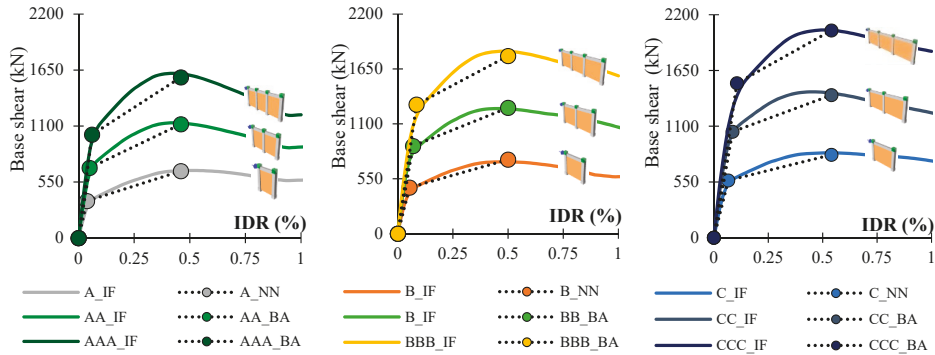 2200
1650
1100
550
0
Base shear (kN)
IDR (%)
0 0.25 0.5 0.75 1
A_IF A_NN
AA_IF AA_BA
AAA_IF AAA_BA
2200
1650
1100
550
0
Base shear (kN)
IDR (%)
0 0.25 0.5 0.75 1
B_IF B_NN
B_IF BB_BA
BBB_IF BBB_BA
2200
1650
1100
550
0
Base shear (kN)
IDR (%)
0 0.25 0.5 0.75 1
C_IF C_NN
CC_IF CC_BA
CCC_IF CCC_BA